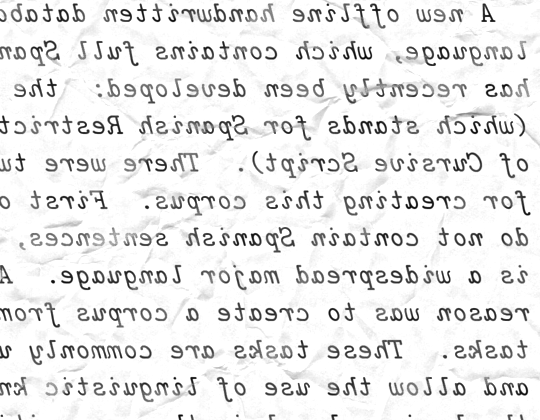 A new offline handwritten databa
language, which contains full Span
has recently been developed: the
(which stands for Spanish Restrict
of Cursive Script). There were tw
for creating this corpus. First o
do not contain Spanish sentences,
is a widespread major language. A
reason was to create a corpus from
tasks. These tasks are commonly u
and allow the use of linguistic kn